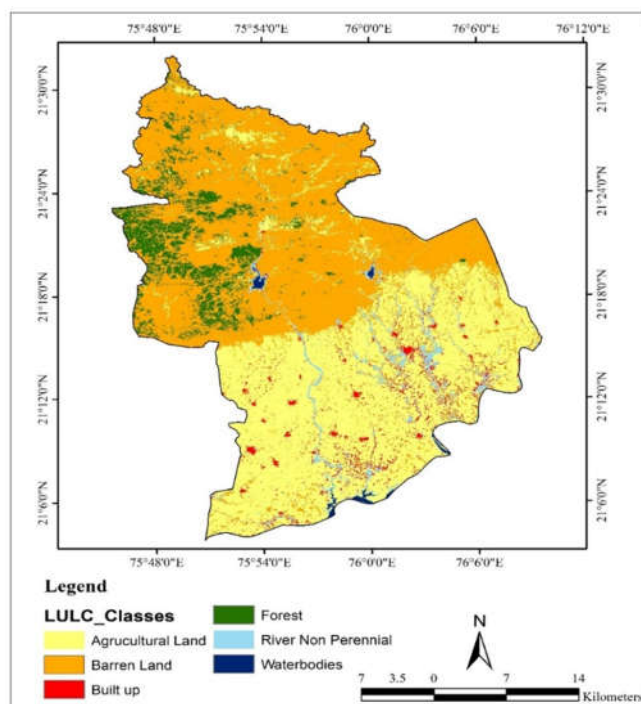 75°48'0"E 75°54'0"E 76°0'0"E 76°6'0"E 76°12'0"E
21°30'0"N 21°30'0"N
21°24'0"N 21°24'0"N
21°18'0"N 21°18'0"N
21°12'0"N 21°12'0"N
21°6'0"N 21°6'0"N
75°48'0"E 75°54'0"E 76°0'0"E 76°6'0"E 76°12'0"E
Legend
LULC_Classes
Agrucultural Land
Barren Land
Built up
Forest
River Non Perennial
Waterbodies
N
7 3.5 0 7 14
Kilometers